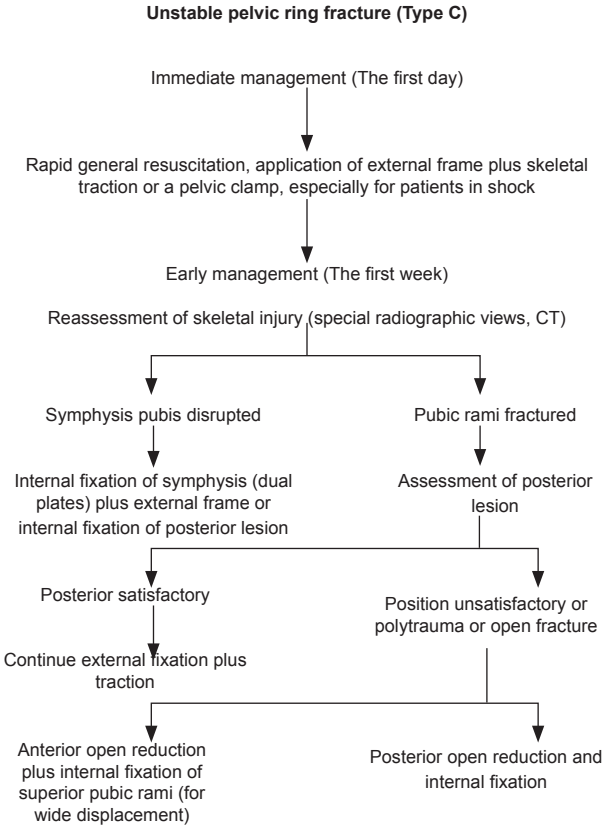 Unstable pelvic ring fracture (Type C)
Immediate management (The first day)
Rapid general resuscitation, application of external frame plus skeletal
traction or a pelvic clamp, especially for patients in shock
Early management (The first week)
Reassessment of skeletal injury (special radiographic views, CT)
Symphysis pubis disrupted
Internal fixation of symphysis (dual
plates) plus external frame or
internal fixation of posterior lesion
Pubic rami fractured
Assessment of posterior
lesion
Posterior satisfactory
Continue external fixation plus
traction
Position unsatisfactory or
polytrauma or open fracture
Anterior open reduction
plus internal fixation of
superior pubic rami (for
wide displacement)
Posterior open reduction and
internal fixation